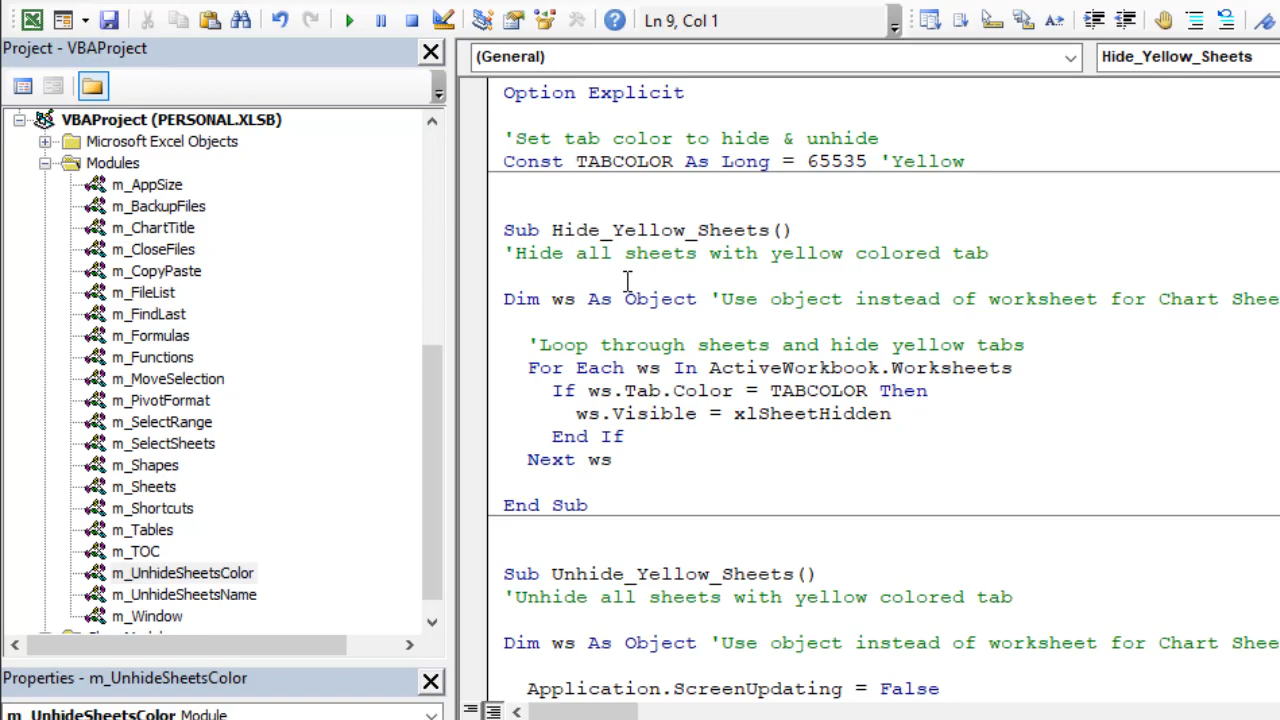 Ln 9, Col 1
Project - VBAProject
(General)
Hide_Yellow_Sheets
VBAProject (PERSONAL.XLSB)
Microsoft Excel Objects
Modules
m_AppSize
m_BackupFiles
m_ChartTitle
m_CloseFiles
m_CopyPaste
m_FileList
m_FindLast
m_Formulas
m_Functions
m_MoveSelection
m_PivotFormat
m_SelectRange
m_SelectSheets
m_Shapes
m_Sheets
m_Shortcuts
m_Tables
m_TOC
m_UnhideSheetsColor
m_UnhideSheetsName
m_Window
Properties - m_UnhideSheetsColor
m_UnhideSheetsColor Module
Option Explicit
'Set tab color to hide & unhide
Const TABCOLOR As Long = 65535 'Yellow
Sub Hide_Yellow_Sheets()
'Hide all sheets with yellow colored tab
Dim ws As Object 'Use object instead of worksheet for Chart Shee
'Loop through sheets and hide yellow tabs
For Each ws In ActiveWorkbook.Worksheets
If ws.Tab.Color = TABCOLOR Then
ws.Visible = xlSheetHidden
End If
Next ws
End Sub
Sub Unhide_Yellow_Sheets()
'Unhide all sheets with yellow colored tab
Dim ws As Object 'Use object instead of worksheet for Chart Shee
Application.ScreenUpdating = False